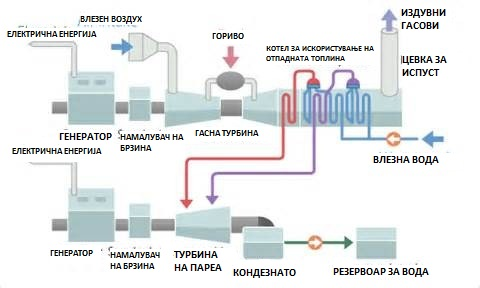 ВЛЕЗЕН ВОЗДУХ
ИЗДУВНИ
ГАСОВИ
ЕЛЕКТРИЧНА ЕНЕРГИЈА
ГОРИВО
КОТЕЛ ЗА ИСКОРИСТУВАЊЕ НА
ОТПАДНАТА ТОПЛИНА
ЦЕВКА ЗА
ИСПУСТ
ГЕНЕРАТОР
НАМАЛУВАЧ НА
БРЗИНА
ГАСНА ТУРБИНА
ЕЛЕКТРИЧНА ЕНЕРГИЈА
ВЛЕЗНА ВОДА
ГЕНЕРАТОР
НАМАЛУВАЧ
НА БРЗИНА
ТУРБИНА
НА ПАРЕА
КОНДЕЗНАТО
РЕЗЕРВОАР ЗА ВОДА